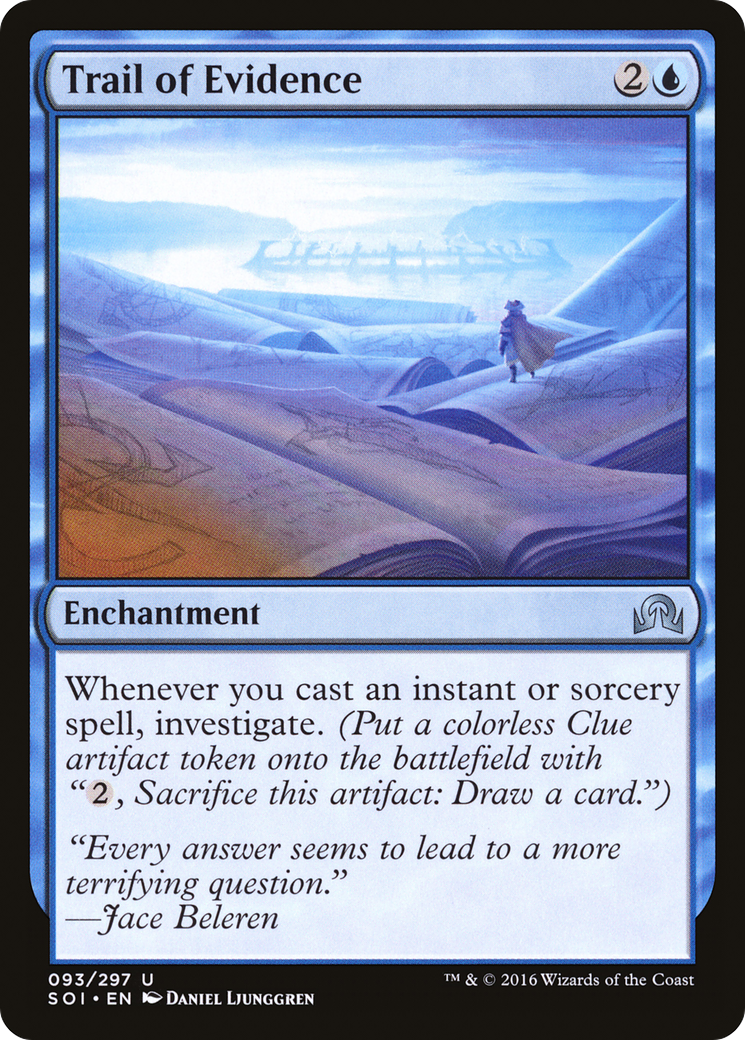 Trail of Evidence 2
Enchantment
Whenever you cast an instant or sorcery
spell, investigate. (Put a colorless Clue
artifact token onto the battlefield with
“2, Sacrifice this artifact: Draw a card.”)
“Every answer seems to lead to a more
terrifying question.”
—Jace Beleren
093/297 U
™ & © 2016 Wizards of the Coast
SOI • EN Daniel Ljunggren